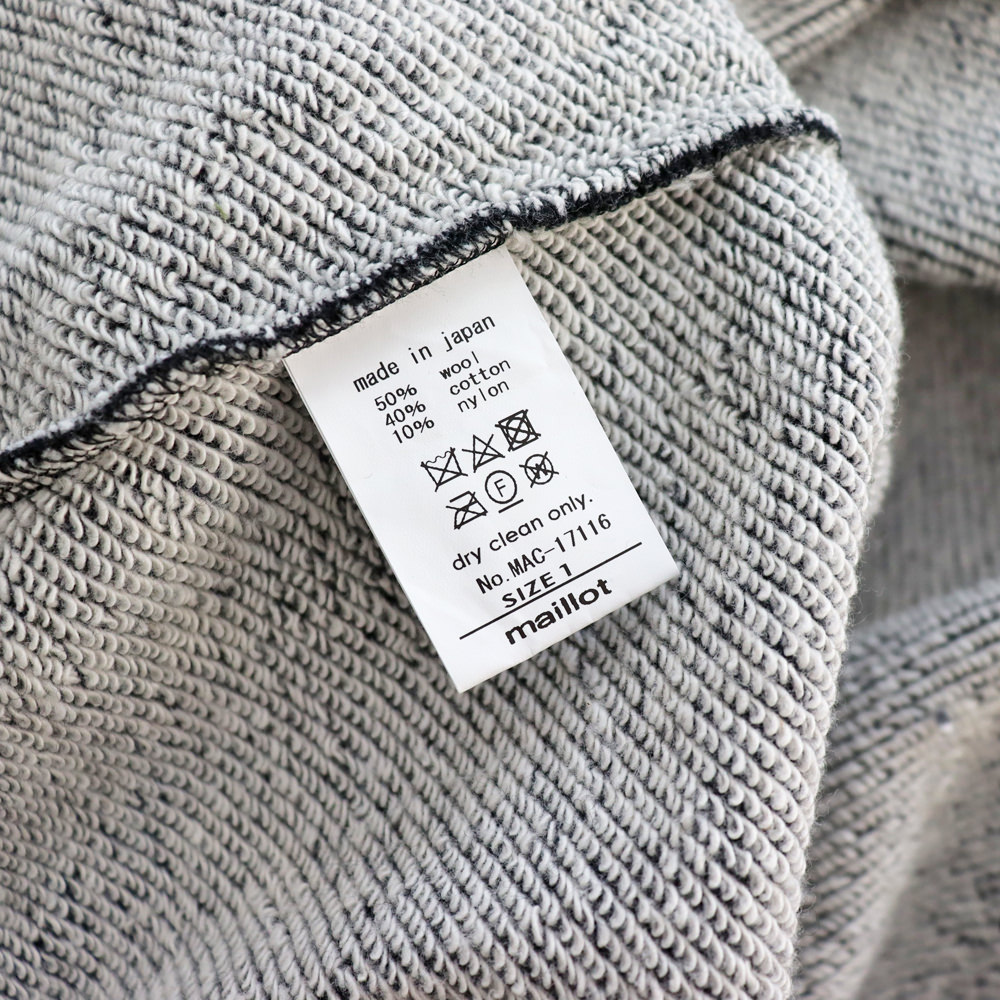 made in japan
50% wool
40% cotton
10% nylon
F W
dry clean only.
No.MAC-17116
SIZE 1
maillot